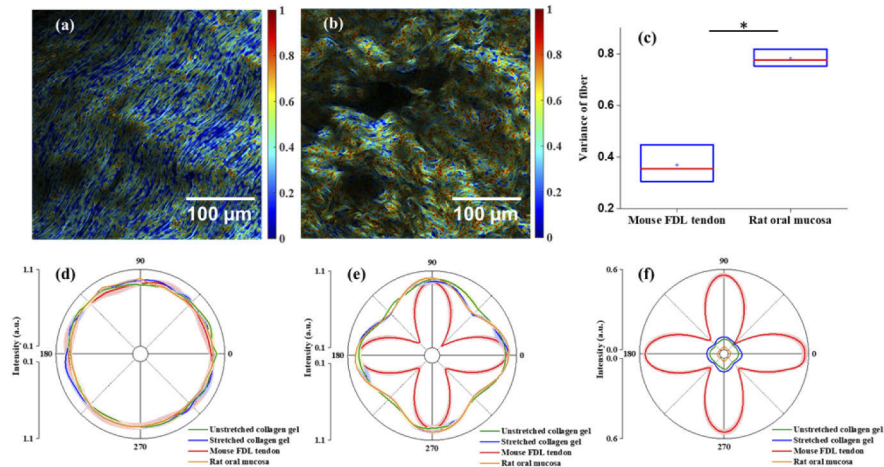 (a)
100 µm
1
0.8
0.6
0.4
0.2
0
(b)
100 µm
1
0.8
0.6
0.4
0.2
0
(c)
*
Variance of fiber
0.8
0.6
0.4
0.2
Mouse FDL tendon
Rat oral mucosa
(d)
90
1.1
Intensity (a.u.)
0.1
0.1
1.1
180
0
270
Unstretched collagen gel
Stretched collagen gel
Mouse FDL tendon
Rat oral mucosa
(e)
90
1.1
Intensity (a.u.)
0.1
0.1
1.1
180
0
270
Unstretched collagen gel
Stretched collagen gel
Mouse FDL tendon
Rat oral mucosa
(f)
90
0.6
Intensity (a.u.)
0.0
0.0
0.6
180
0
270
Unstretched collagen gel
Stretched collagen gel
Mouse FDL tendon
Rat oral mucosa